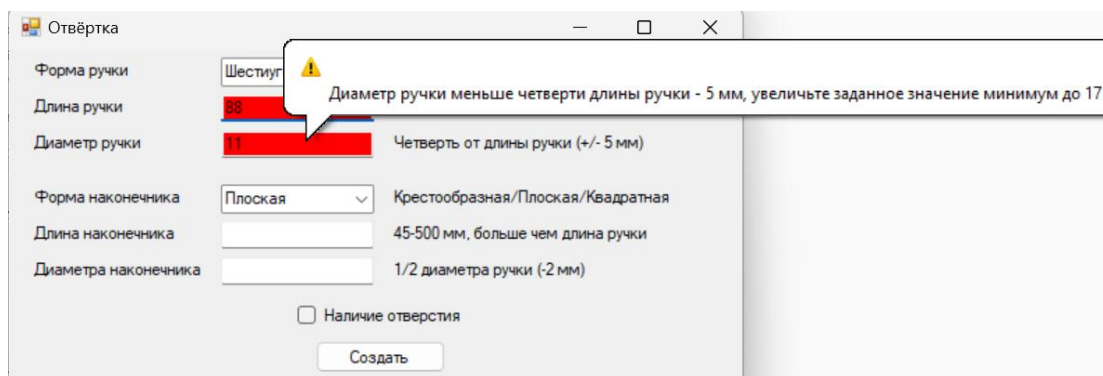 Отвёртка
Форма ручки
Диаметр ручки меньше четверти длины ручки - 5 мм, увеличьте заданное значение минимум до 17
Длина ручки 88
Диаметр ручки 11 Четверть от длины ручки (+/- 5 мм)
Форма наконечника Плоская Крестообразная/Плоская/Квадратная
Длина наконечника 45-500 мм, больше чем длина ручки
Диаметра наконечника 1/2 диаметра ручки (-2 мм)
Наличие отверстия
Создать